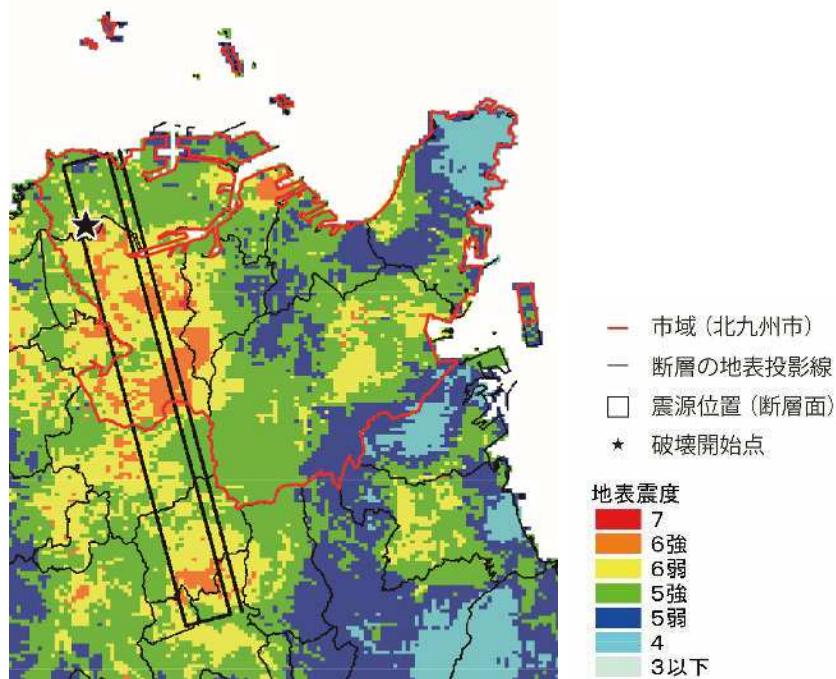 市域（北九州市）
断層の地表投影線
震源位置（断層面）
破壊開始点
地表震度
7
6強
6弱
5強
5弱
4
3以下